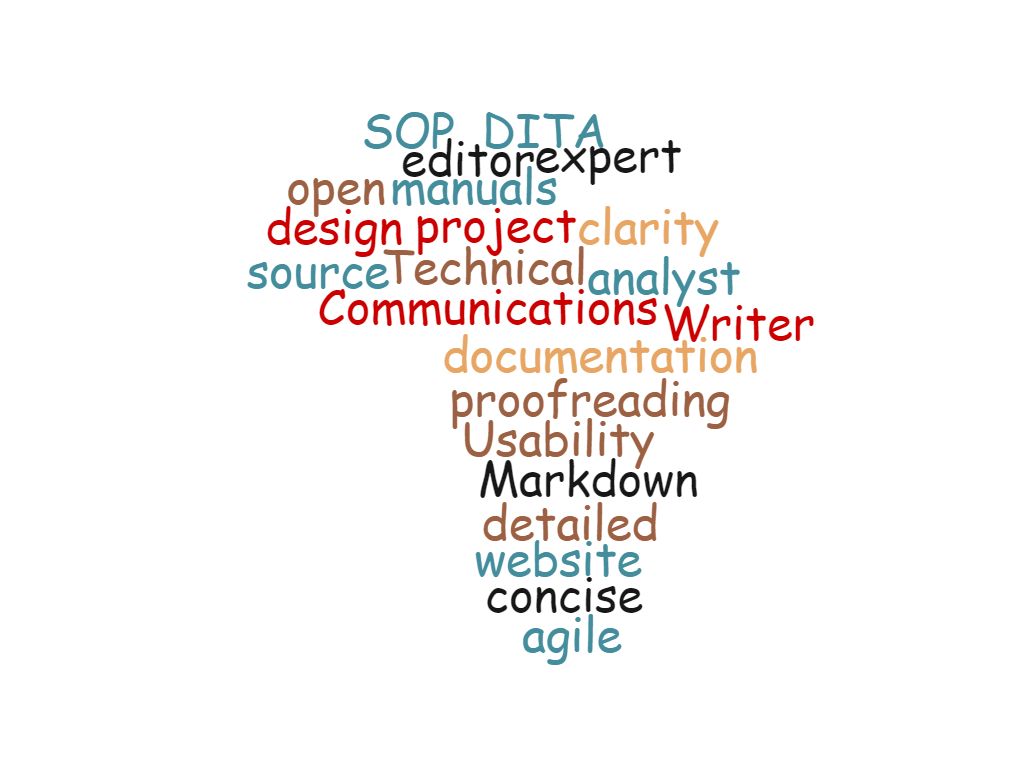 SOP DITA
editor expert
open manuals
design project clarity
source Technical analyst
Communications Writer
documentation
proofreading
Usability
Markdown
detailed
website
concise
agile